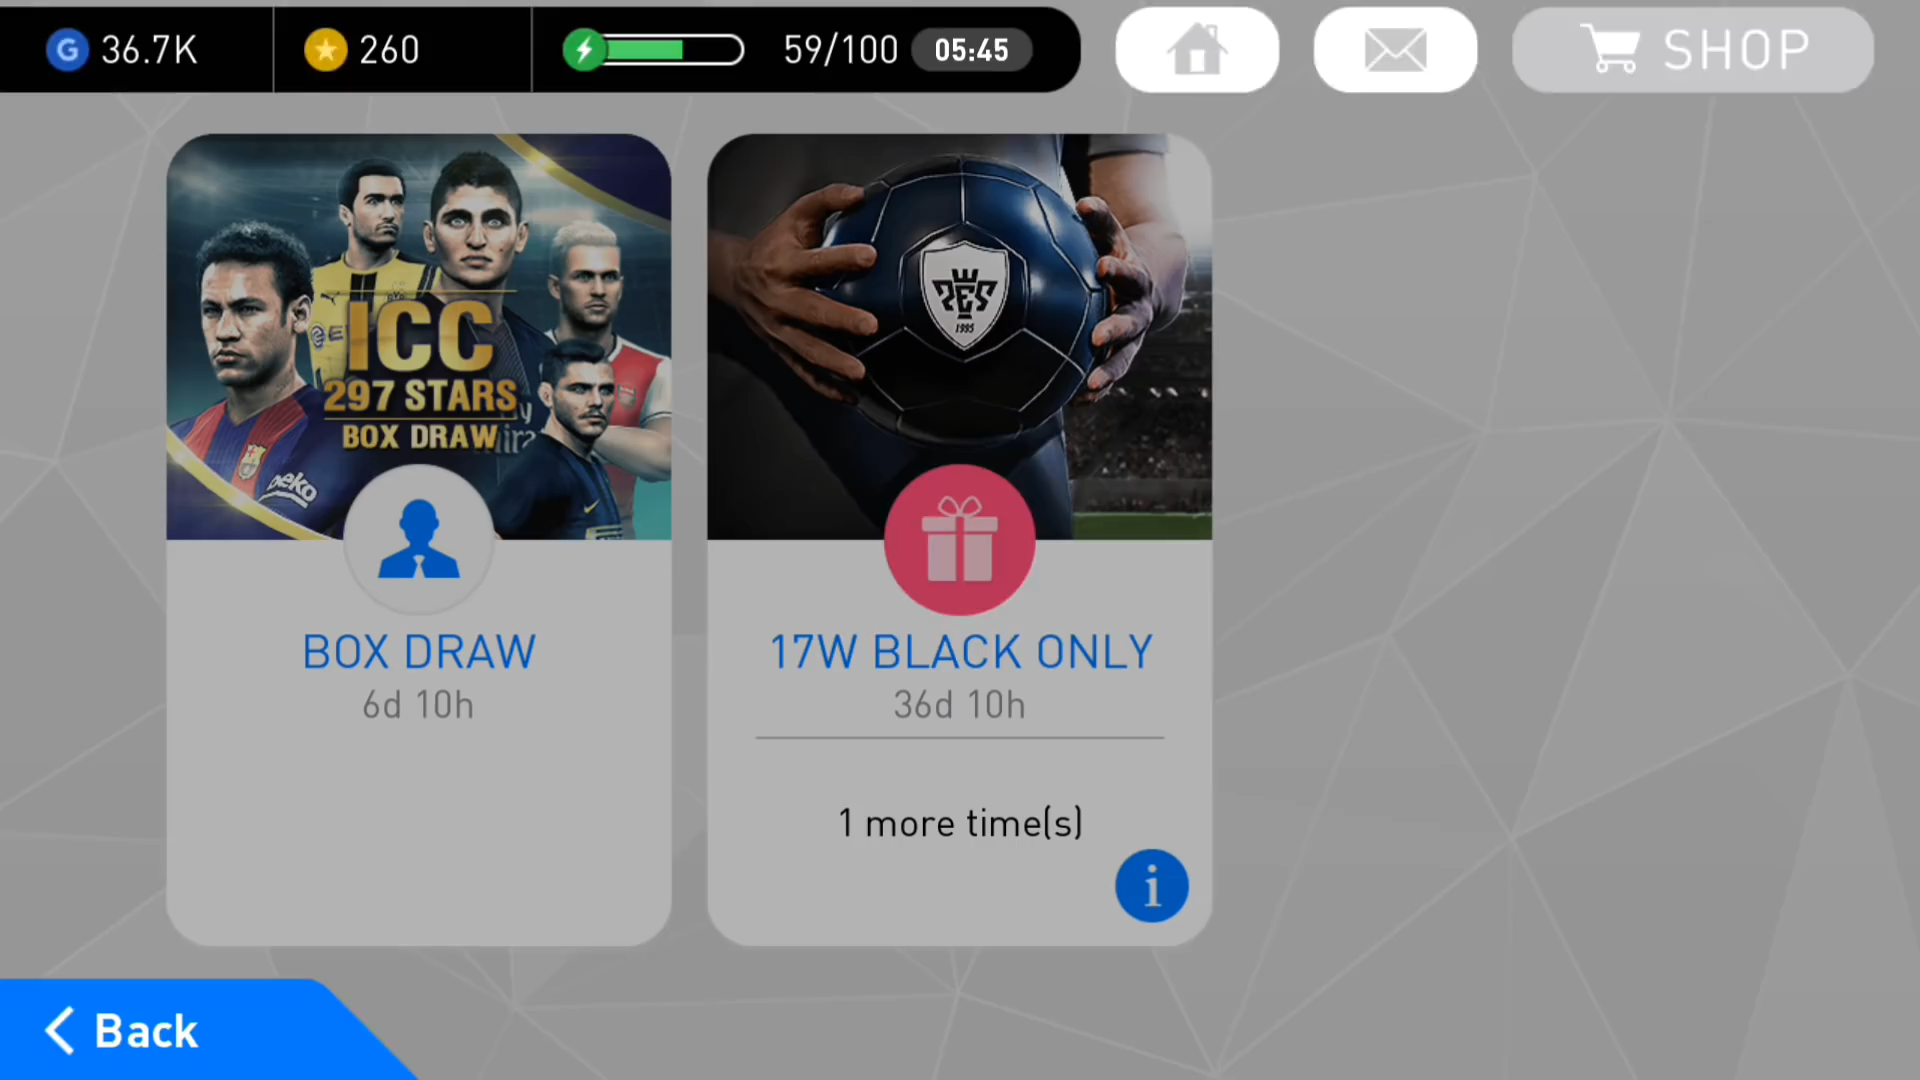 G 36.7K
260
59/100
05:45
SHOP
ICC
297 STARS
BOX DRAW
beko
PES
1995
BOX DRAW
6d 10h
17W BLACK ONLY
36d 10h
1 more time(s)
i
Back